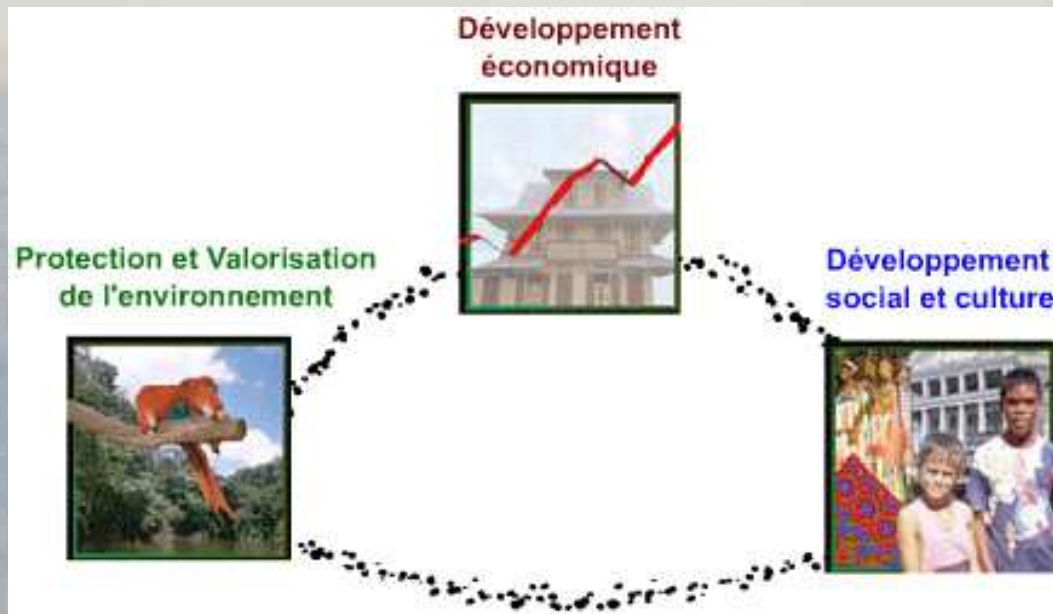 Développement
économique
Protection et Valorisation
de l'environnement
Développement
social et culture